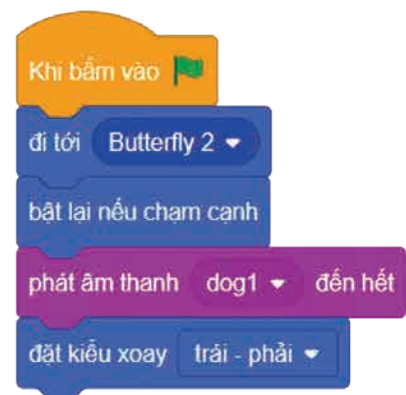 Khi bấm vào
đi tới Butterfly 2
bật lại nếu chạm cạnh
phát âm thanh dog1 đến hết
đặt kiểu xoay trái - phải